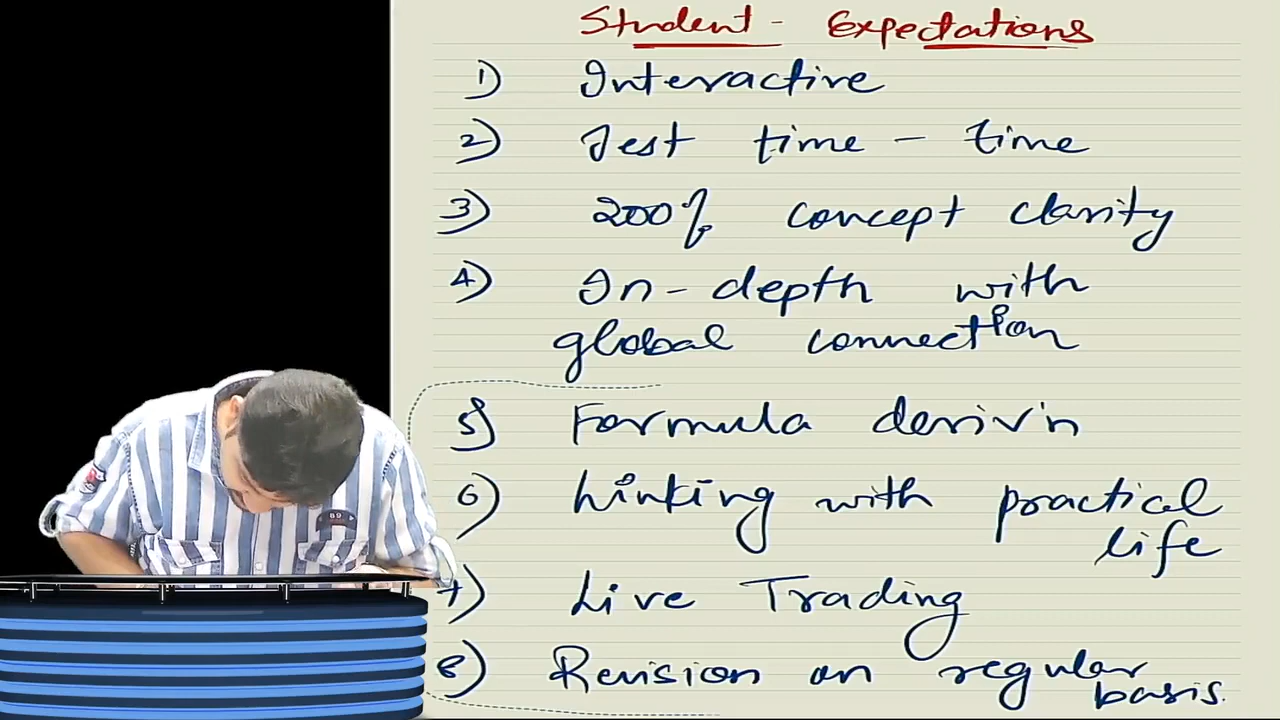 Student - Expectations
1) Interactive
2) Test time - time
3) 200% concept clarity
4) In-depth with
global connection
5) Formula deriv'n
6) Linking with practical
life
7) Live Trading
8) Revision on regular
basis.
89